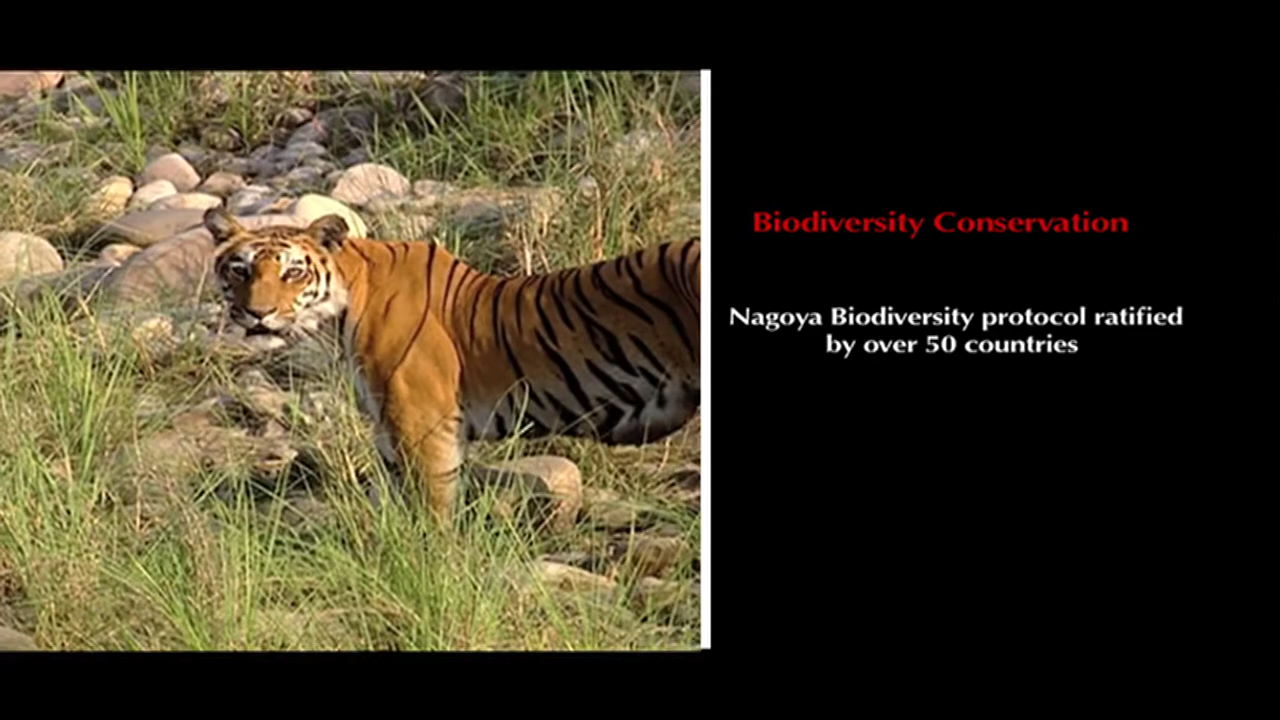 Biodiversity Conservation
Nagoya Biodiversity protocol ratified
by over 50 countries